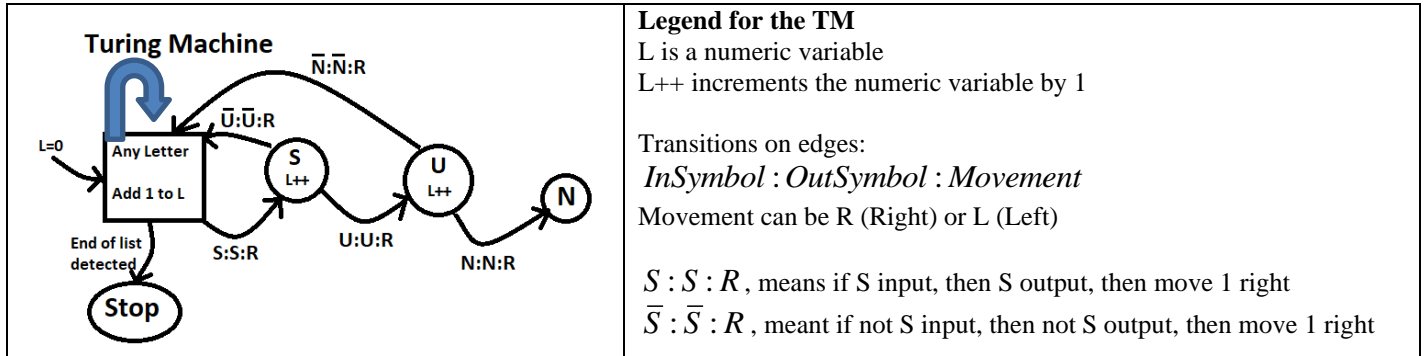 Turing Machine
N̅:N̅:R
U̅:U̅:R
L=0
Any Letter
Add 1 to L
S
L++
U
L++
N
End of list
detected
S:S:R
U:U:R
N:N:R
Stop
Legend for the TM
L is a numeric variable
L++ increments the numeric variable by 1
Transitions on edges:
InSymbol : OutSymbol : Movement
Movement can be R (Right) or L (Left)
S : S : R , means if S input, then S output, then move 1 right
S̅ : S̅ : R , meant if not S input, then not S output, then move 1 right